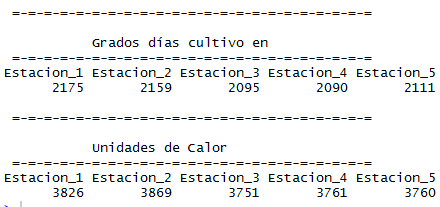 =-=-=-=-=-=-=-=-=-=-=-=-=-=-=-=-=-=-=-=
Grados días cultivo en
=-=-=-=-=-=-=-=-=-=-=-=-=-=-=-=-=-=-=-=
Estacion_1 Estacion_2 Estacion_3 Estacion_4 Estacion_5
2175 2159 2095 2090 2111
=-=-=-=-=-=-=-=-=-=-=-=-=-=-=-=-=-=-=-=
Unidades de Calor
=-=-=-=-=-=-=-=-=-=-=-=-=-=-=-=-=-=-=-=
Estacion_1 Estacion_2 Estacion_3 Estacion_4 Estacion_5
3826 3869 3751 3761 3760
>